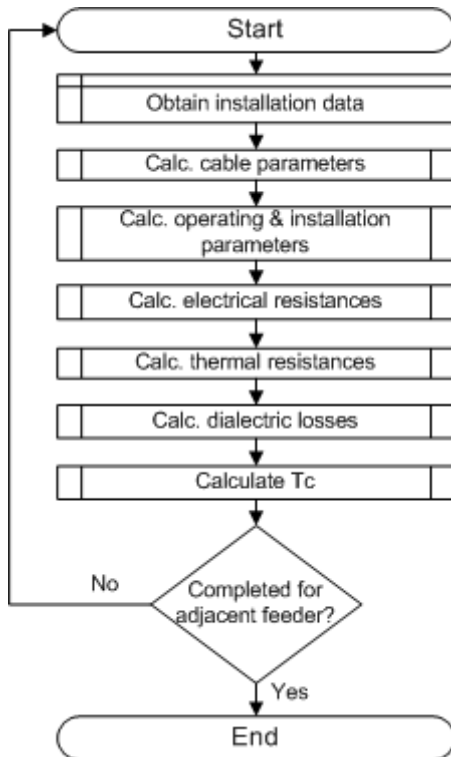 Start
Obtain installation data
Calc. cable parameters
Calc. operating & installation
parameters
Calc. electrical resistances
Calc. thermal resistances
Calc. dialectric losses
Calculate Tc
No
Completed for
adjacent feeder?
Yes
End